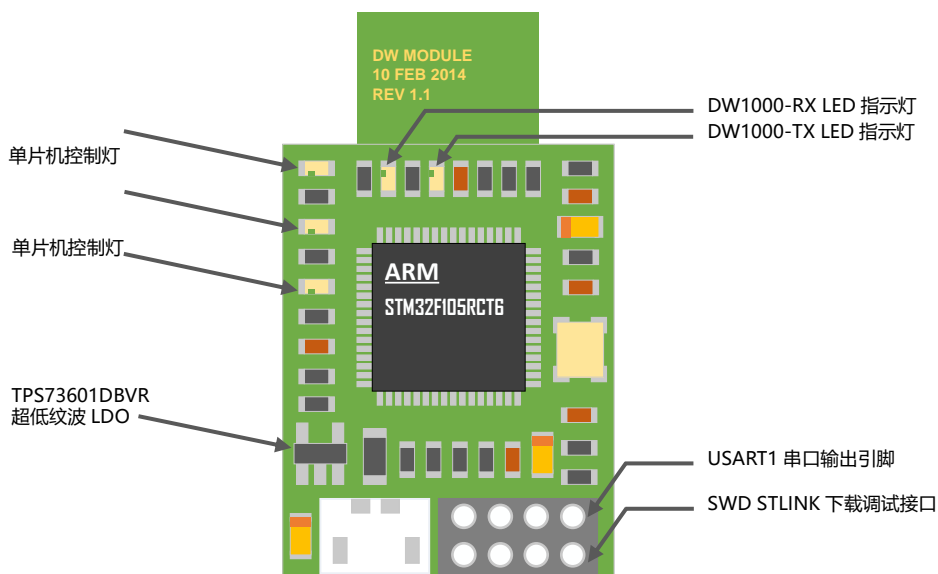 DW MODULE
10 FEB 2014
REV 1.1
DW1000-RX LED 指示灯
DW1000-TX LED 指示灯
单片机控制灯
单片机控制灯
ARM
STM32F105RCT6
TPS73601DBVR
超低纹波 LDO
USART1 串口输出引脚
SWD STLINK 下载调试接口